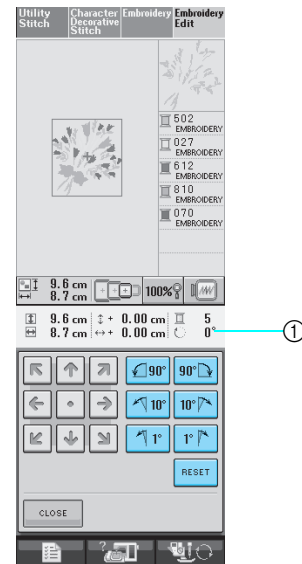 Utility Stitch
Character Decorative Stitch
Embroidery
Embroidery Edit
502
EMBROIDERY
027
EMBROIDERY
612
EMBROIDERY
810
EMBROIDERY
070
EMBROIDERY
9.6 cm
8.7 cm
100%
9.6 cm
8.7 cm
+ 0.00 cm
+ 0.00 cm
5
0°
①
90° 90°
10° 10°
1° 1°
RESET
CLOSE
?